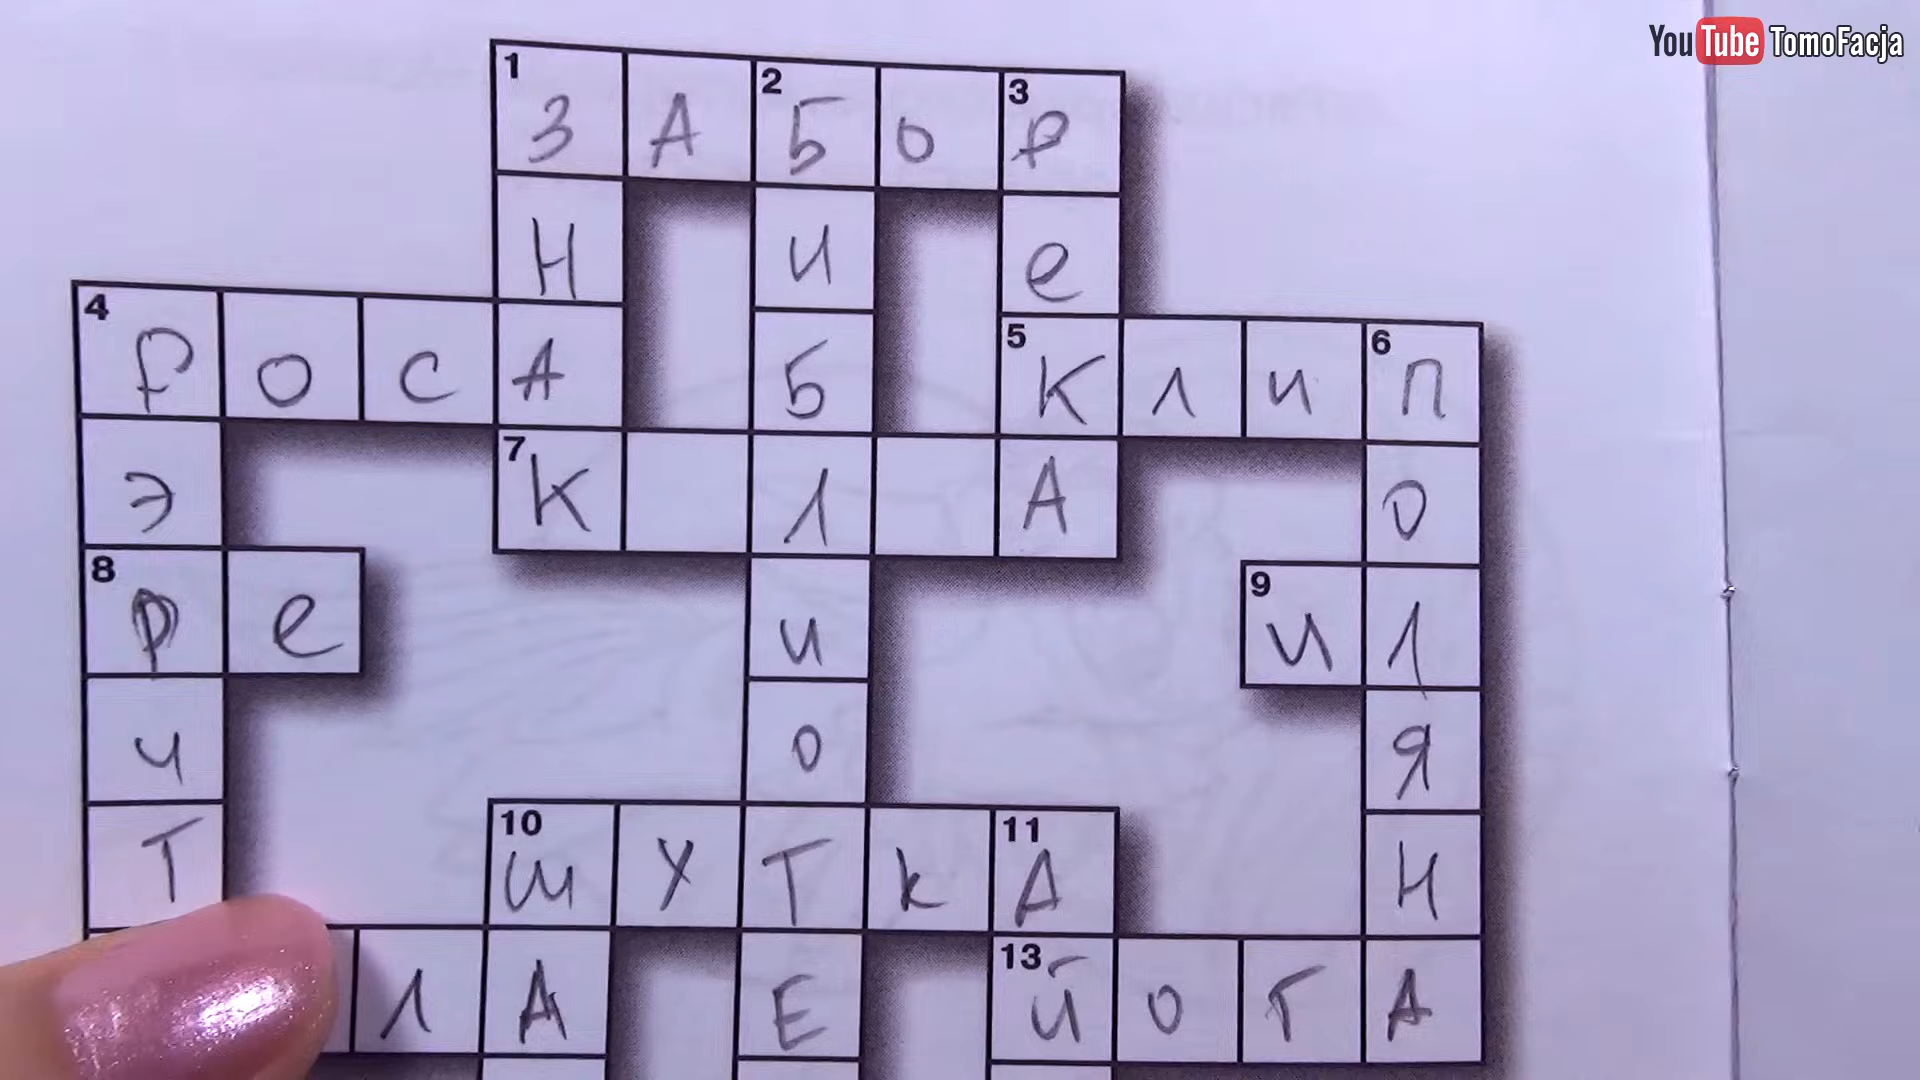 YouTube TomoFacja
1 2 3
З А Б О Р
Н И е
4 5 6
Р О С А Б К Л И П
7
Э К Л А О
8 9
Р е и и Л
ч о Я
10 11
Т Ш У Т К А Н
13
Л А Е Й О Г А